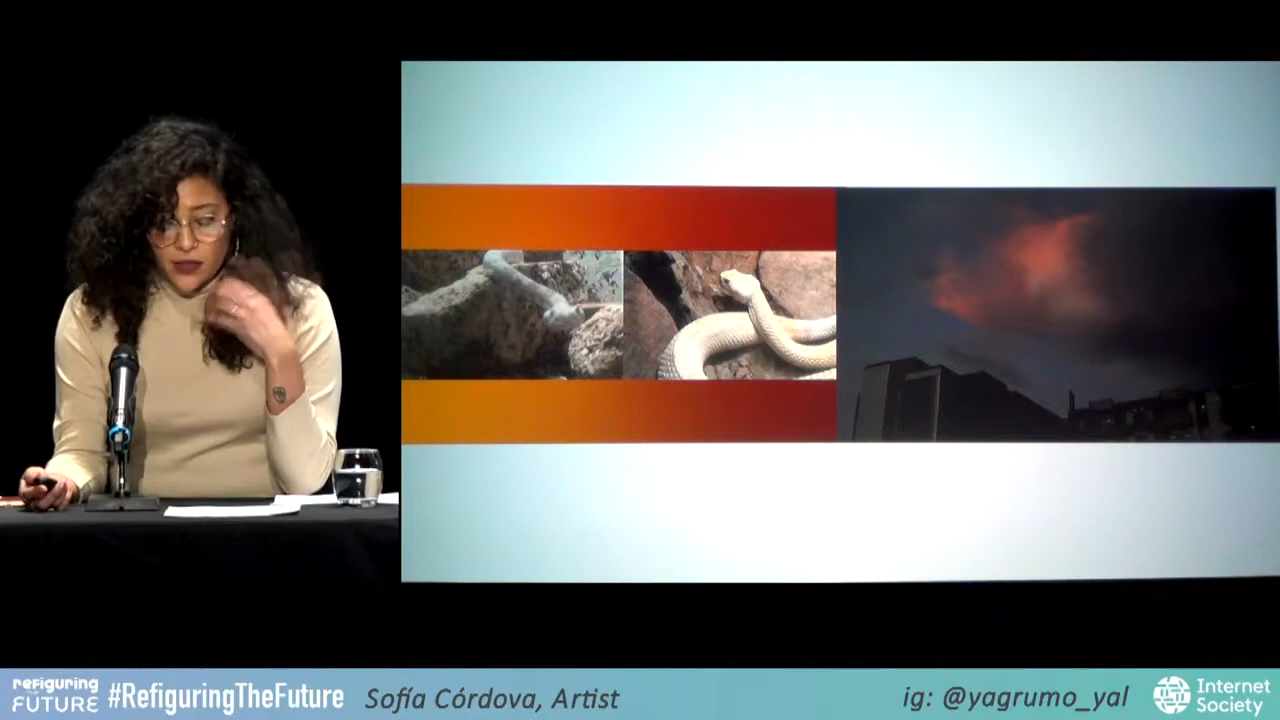 refiguring
THE
FUTURE
#RefiguringTheFuture
Sofía Córdova, Artist
ig: @yagrumo_yal
Internet
Society